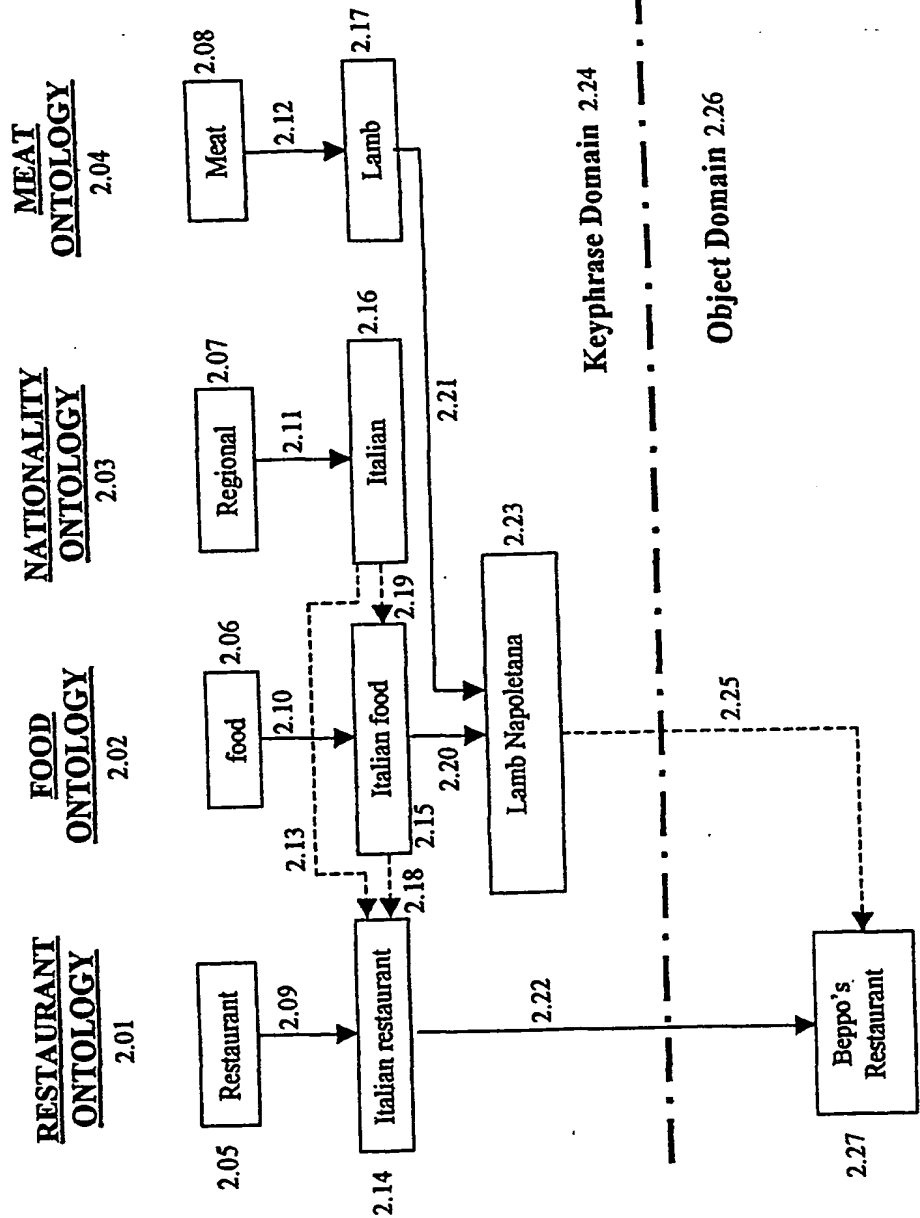 RESTAURANT
ONTOLOGY
2.01
FOOD
ONTOLOGY
2.02
NATIONALITY
ONTOLOGY
2.03
MEAT
ONTOLOGY
2.04
2.05
Restaurant
food
2.06
Regional
2.07
Meat
2.08
2.09
2.10
2.11
2.12
2.13
2.14
Italian restaurant
2.18
2.15
Italian food
2.19
Italian
2.16
Lamb
2.17
2.20
2.21
2.22
Lamb Napoletana
2.23
Keyphrase Domain 2.24
2.25
Object Domain 2.26
2.27
Beppo's
Restaurant